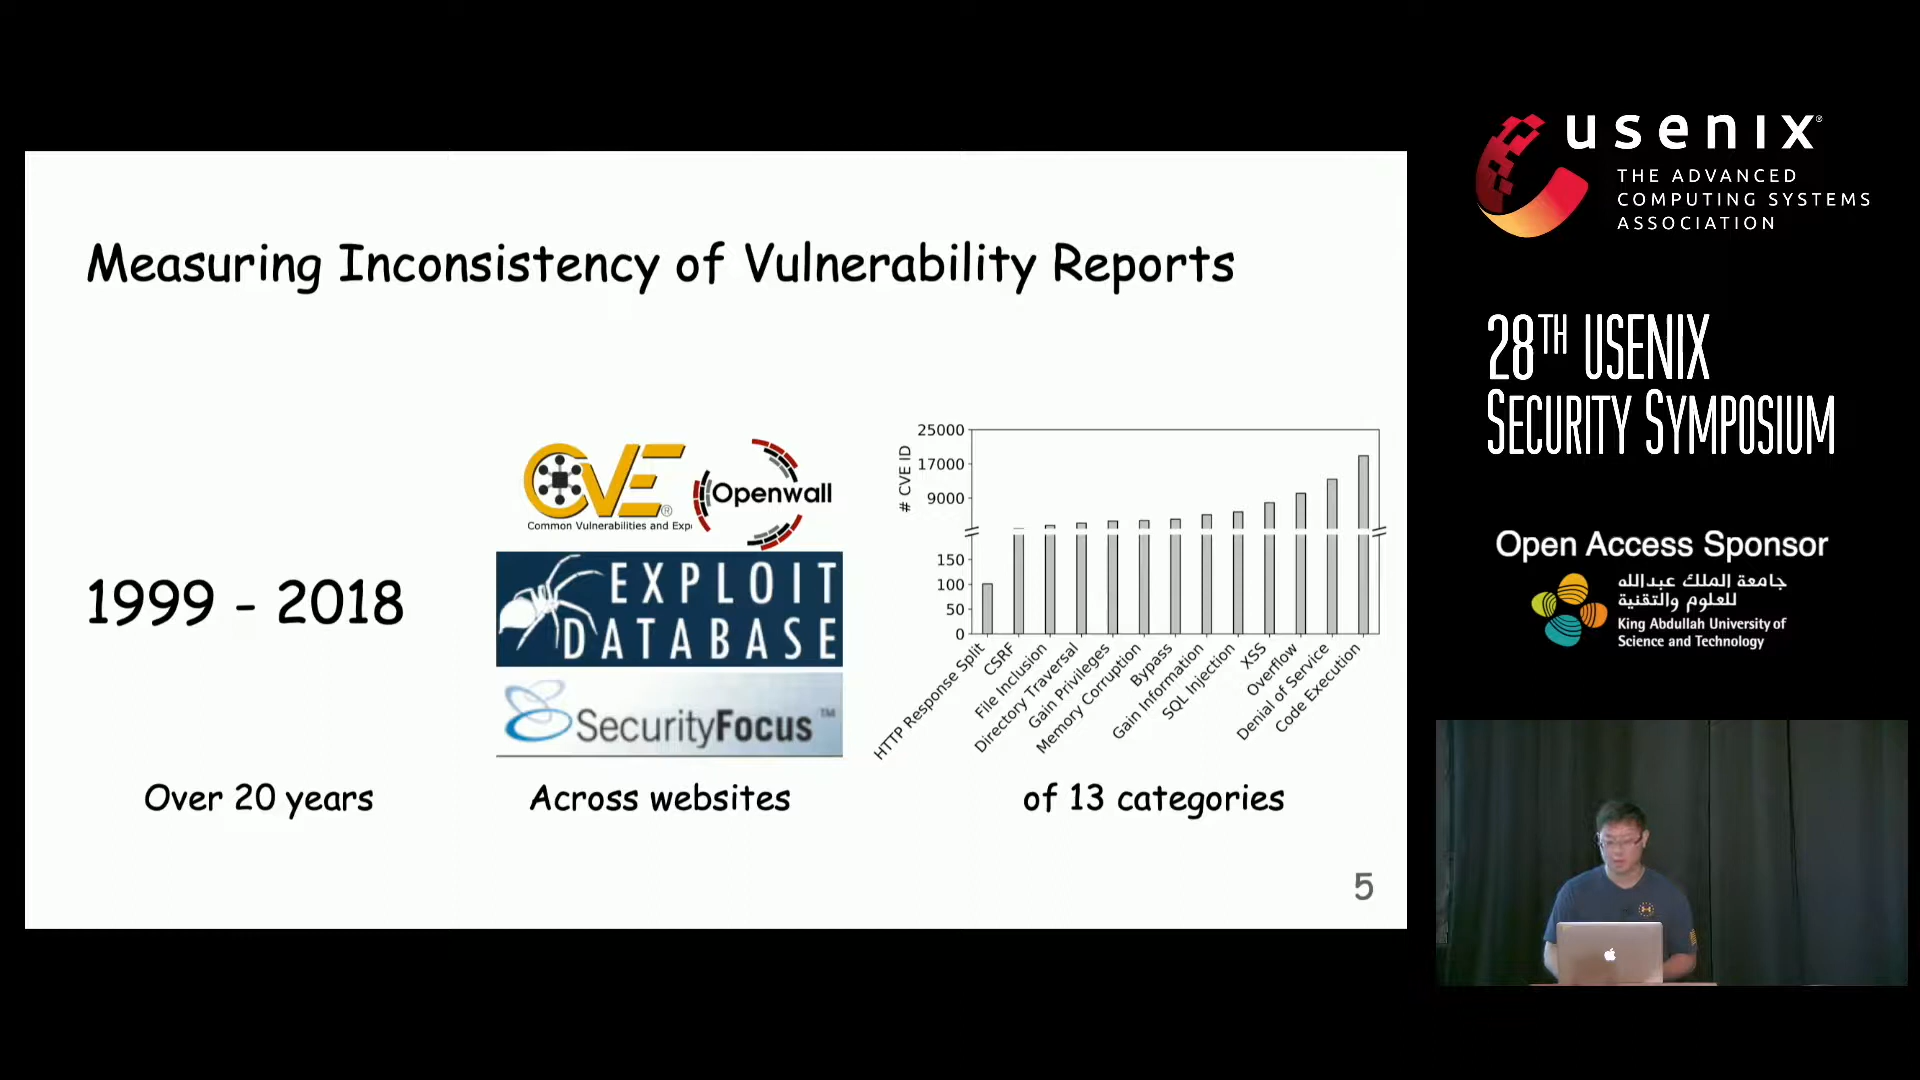 Measuring Inconsistency of Vulnerability Reports
1999 - 2018
Over 20 years
CVE®
Common Vulnerabilities and Exp
Openwall
EXPLOIT
DATABASE
SecurityFocus™
Across websites
# CVE ID
25000
17000
9000
150
100
50
0
HTTP Response Split
CSRF
File Inclusion
Directory Traversal
Gain Privileges
Memory Corruption
Bypass
Gain Information
SQL Injection
XSS
Overflow
Denial of Service
Code Execution
of 13 categories
5
usenix®
THE ADVANCED
COMPUTING SYSTEMS
ASSOCIATION
28TH USENIX
SECURITY SYMPOSIUM
Open Access Sponsor
جامعة الملك عبدالله
للعلوم والتقنية
King Abdullah University of
Science and Technology